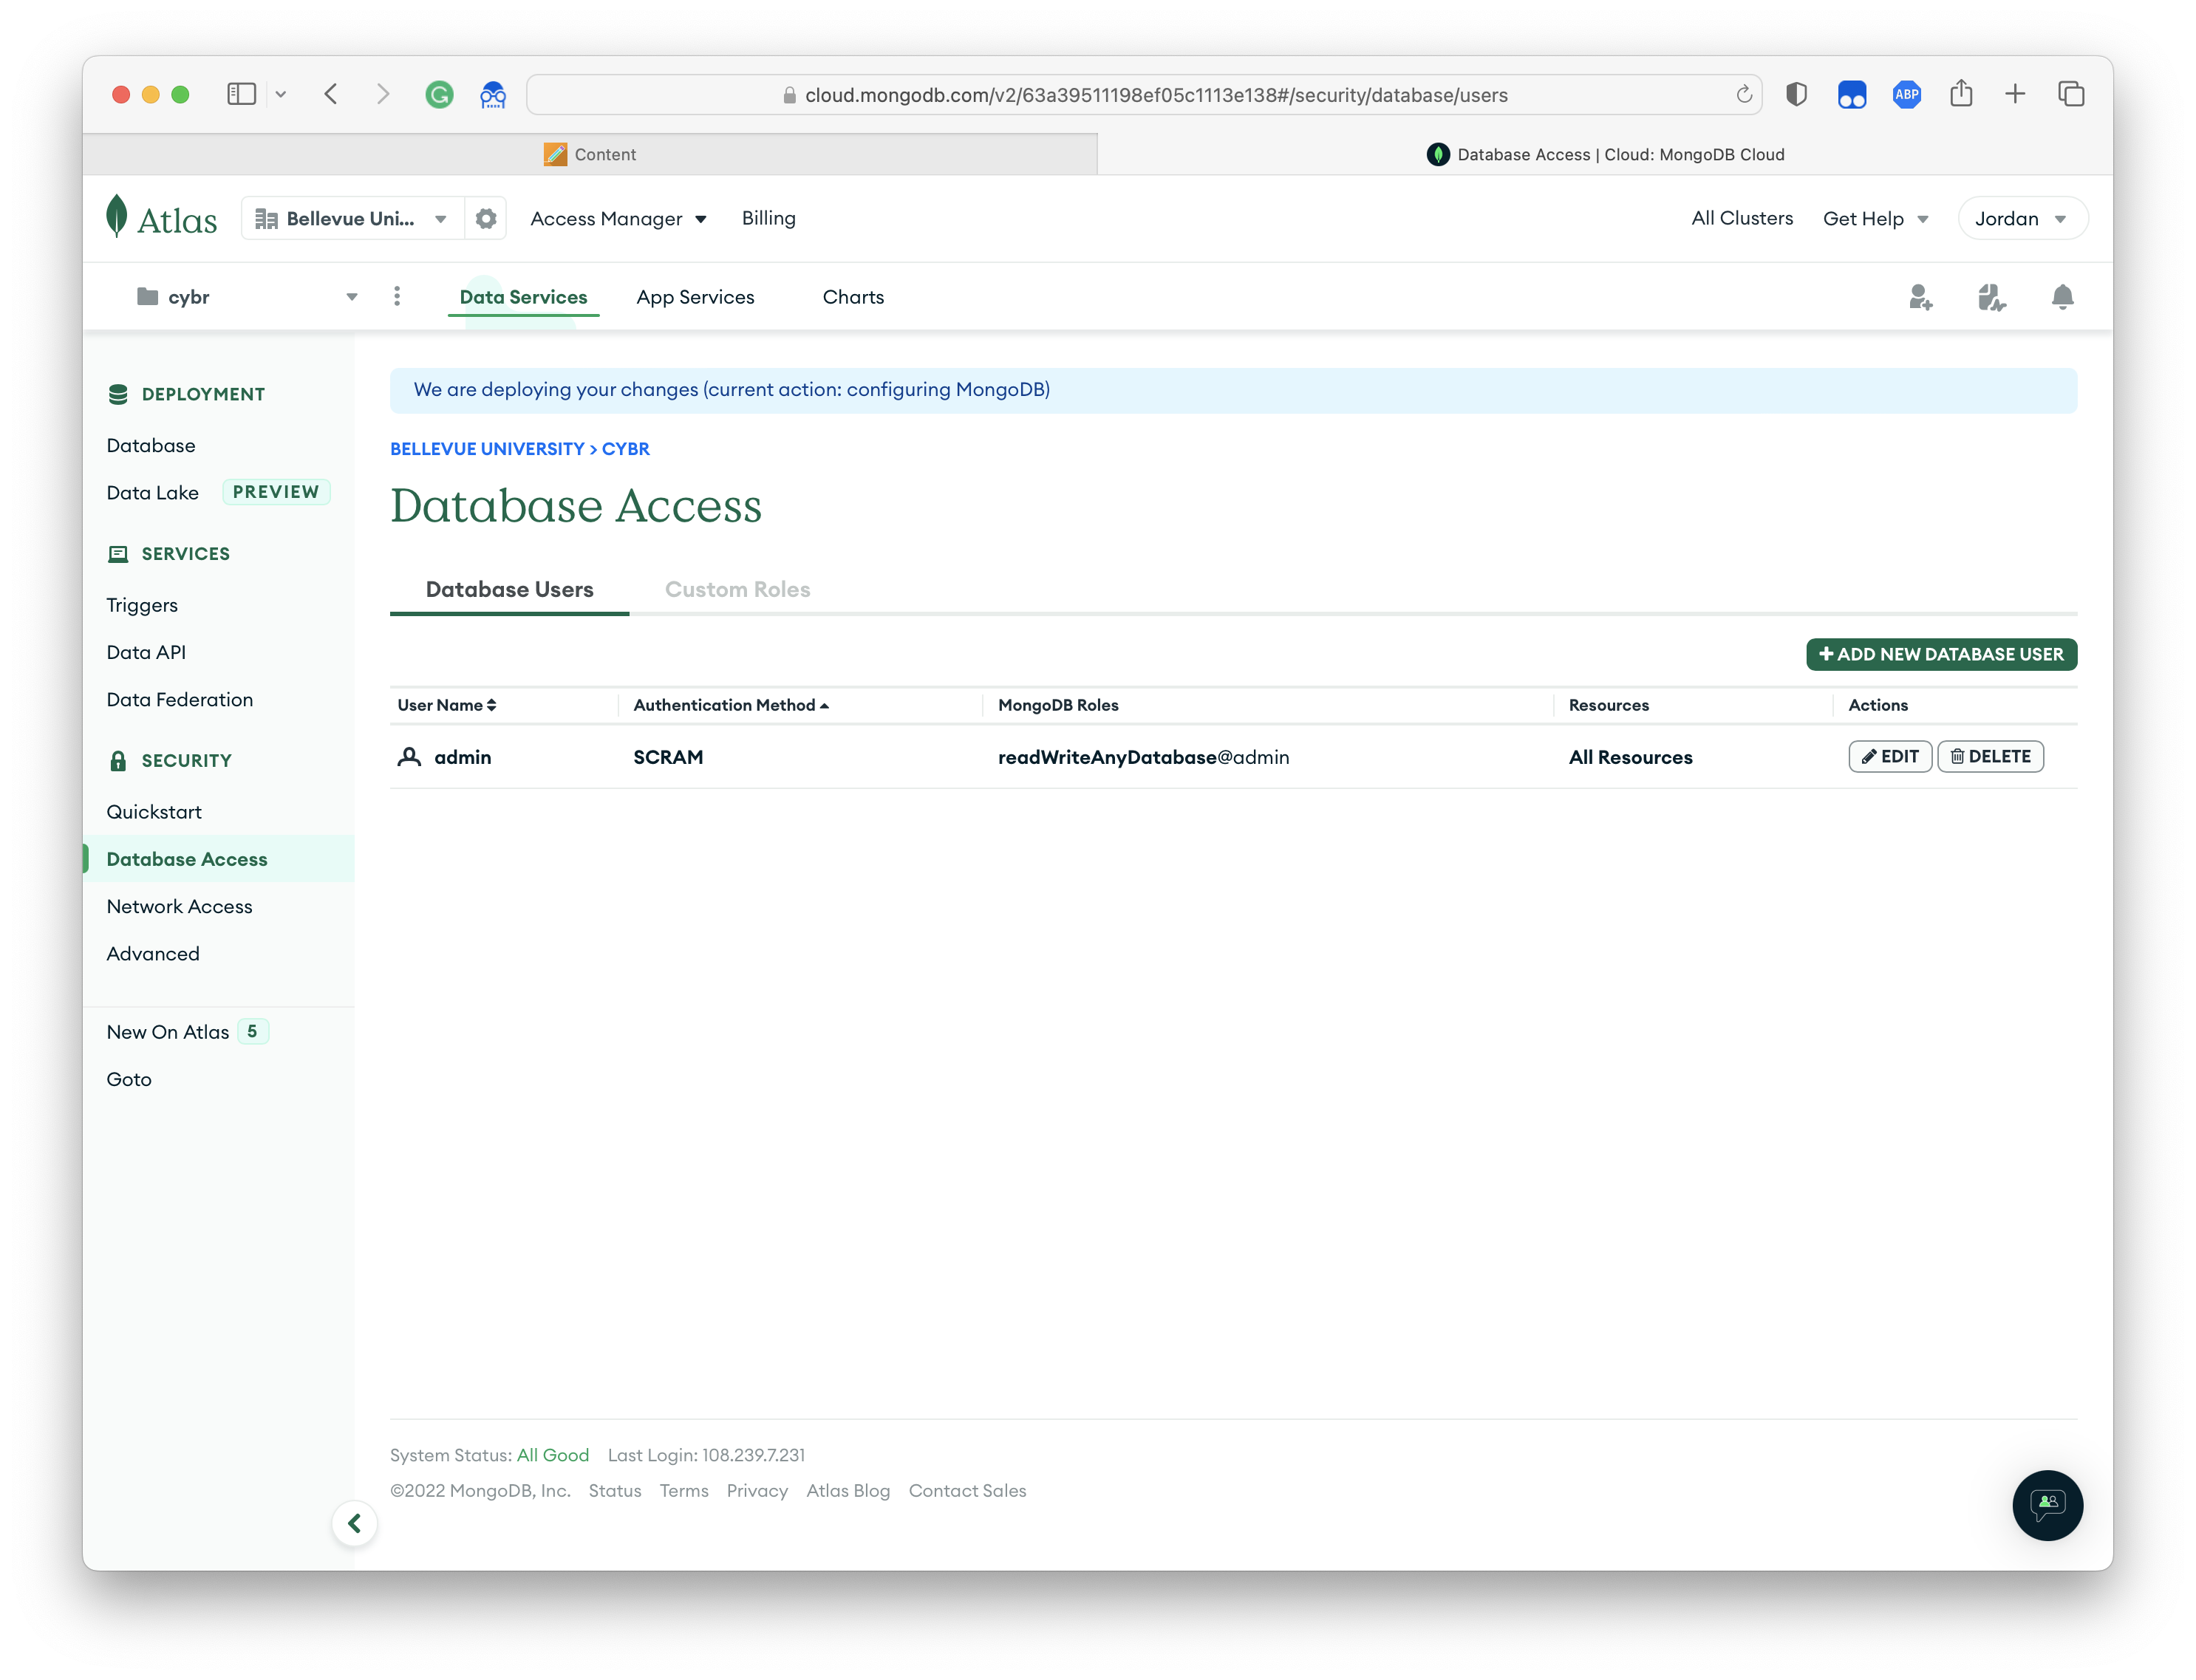 cloud.mongodb.com/v2/63a39511198ef05c1113e138#/security/database/users
ABP
Content
Database Access | Cloud: MongoDB Cloud
Atlas
Bellevue Uni...
Access Manager
Billing
All Clusters
Get Help
Jordan
cybr
Data Services
App Services
Charts
DEPLOYMENT
Database
Data Lake PREVIEW
SERVICES
Triggers
Data API
Data Federation
SECURITY
Quickstart
Database Access
Network Access
Advanced
New On Atlas 5
Goto
We are deploying your changes (current action: configuring MongoDB)
BELLEVUE UNIVERSITY > CYBR
Database Access
Database Users
Custom Roles
+ ADD NEW DATABASE USER
User Name
Authentication Method
MongoDB Roles
Resources
Actions
admin
SCRAM
readWriteAnyDatabase@admin
All Resources
EDIT
DELETE
System Status: All Good Last Login: 108.239.7.231
©2022 MongoDB, Inc. Status Terms Privacy Atlas Blog Contact Sales